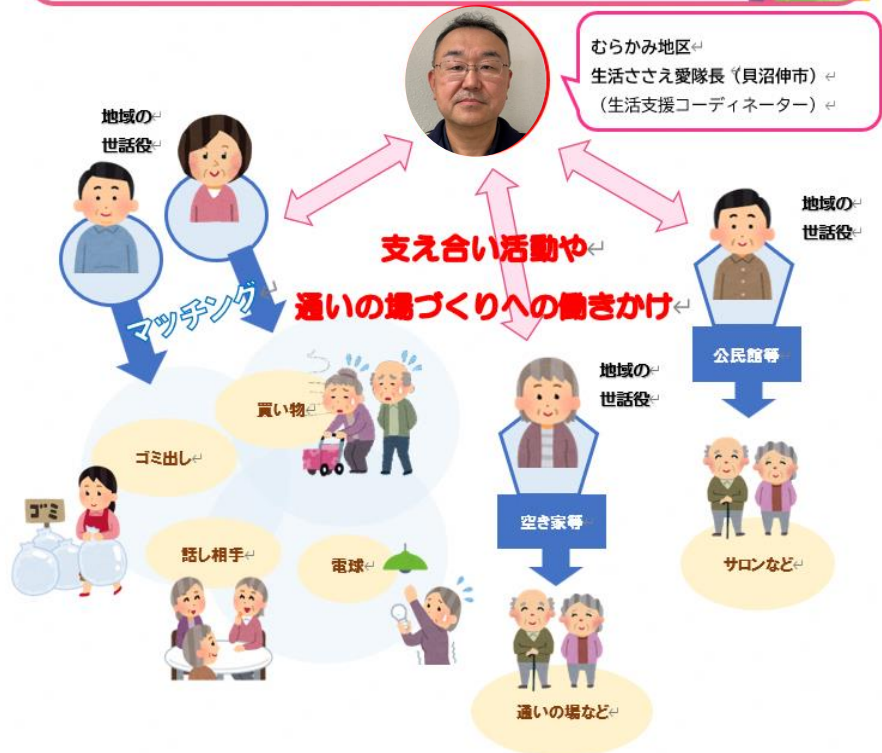 むらかみ地区↵
生活ささえ愛隊長（貝沼伸市）↵
（生活支援コーディネーター）↵
地域の↵
世話役↵
地域の↵
世話役↵
支え合い活動や↵
通いの場づくりへの働きかけ↵
マッチング↵
公民館等
地域の↵
世話役↵
買い物↵
ゴミ出し↵
ゴミ
空き家等
話し相手↵
電球↵
サロンなど↵
通いの場など↵